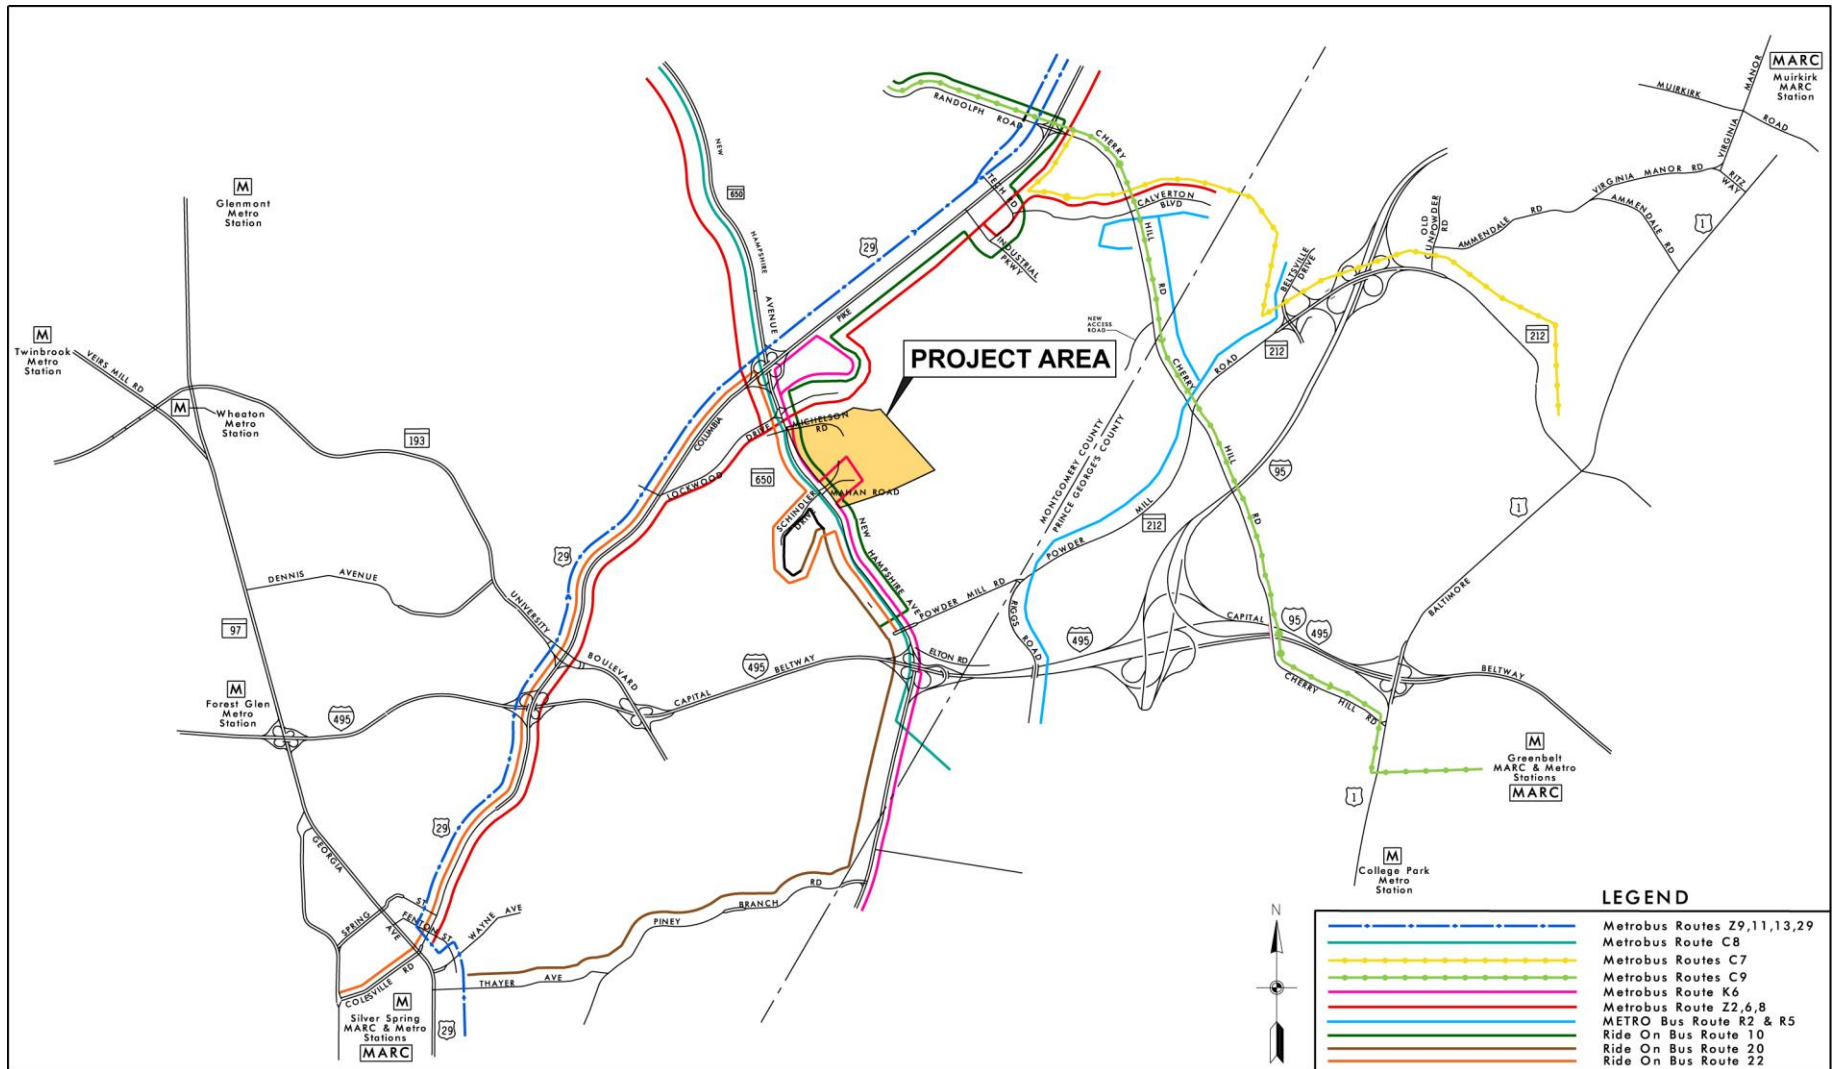 MARC
Muirkirk
MARC
Station
MANOR
VIRGINIA
MUIRKIRK
ROAD
RITZ
WAY
VIRGINIA MANOR RD
AMMENDALE RD
AMMENDALE RD
OLD
GUNPOWDER
RD
1
RANDOLPH ROAD
CHERRY
HILL
RD
TECH RD
CALVERTON
BLVD
INDUSTRIAL
PKWY
BELTSVILLE
DRIVE
212
212
NEW
650
HAMPSHIRE
AVENUE
29
PIKE
COLUMBIA
M
Glenmont
Metro
Station
M
Twinbrook
Metro
Station
VEIRS MILL RD
M
Wheaton
Metro
Station
193
NEW
ACCESS
ROAD
PROJECT AREA
CHERRY
HILL
RD
ROAD
MICHELSON
RD
LOCKWOOD
DRIVE
650
MAHAN ROAD
SCHINDLER
DRIVE
NEW
HAMPSHIRE AVE
MONTGOMERY COUNTY
PRINCE GEORGE'S COUNTY
95
1
POWDER
MILL
212
29
DENNIS AVENUE
UNIVERSITY
BOULEVARD
97
POWDER MILL RD
RIGGS
ROAD
BALTIMORE
ELTON RD
495
CAPITAL
95
495
BELTWAY
495
BELTWAY
CAPITAL
M
Forest Glen
Metro
Station
495
CHERRY
HILL
RD
M
Greenbelt
MARC & Metro
Stations
MARC
1
29
GEORGIA
AVE
SPRING
ST
FENTON ST
WAYNE AVE
PINEY
BRANCH
RD
M
College Park
Metro
Station
COLESVILLE
RD
THAYER AVE
M
Silver Spring
MARC & Metro
Stations
MARC
29
N
LEGEND
Metrobus Routes Z9,11,13,29
Metrobus Route C8
Metrobus Routes C7
Metrobus Routes C9
Metrobus Route K6
Metrobus Route Z2,6,8
METRO Bus Route R2 & R5
Ride On Bus Route 10
Ride On Bus Route 20
Ride On Bus Route 22